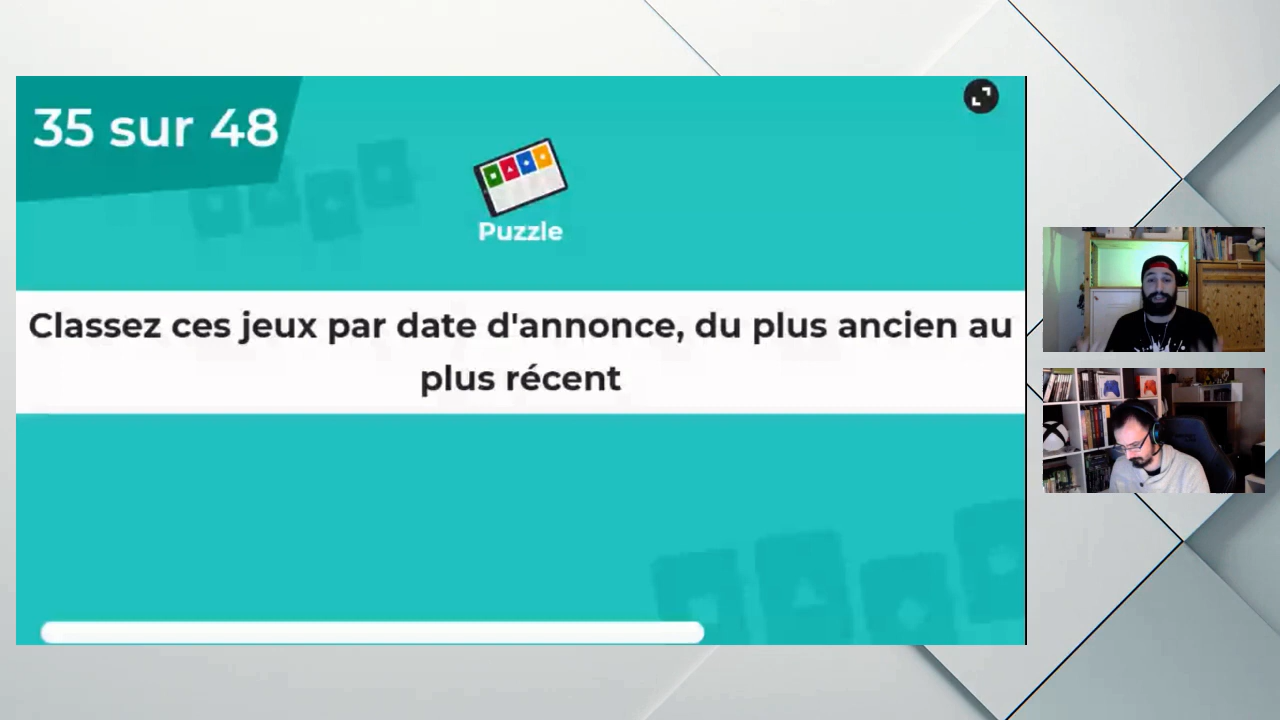 35 sur 48
Puzzle
Classez ces jeux par date d'annonce, du plus ancien au
plus récent